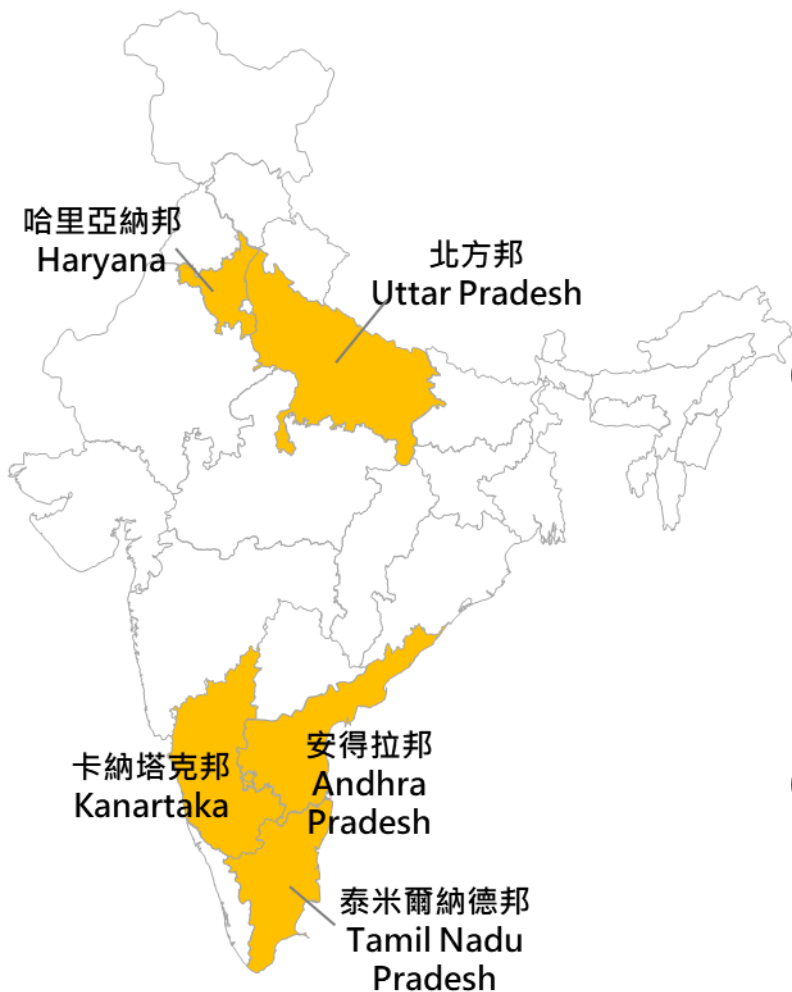 哈里亞納邦
Haryana
北方邦
Uttar Pradesh
卡納塔克邦
Kanartaka
安得拉邦
Andhra
Pradesh
泰米爾納德邦
Tamil Nadu
Pradesh